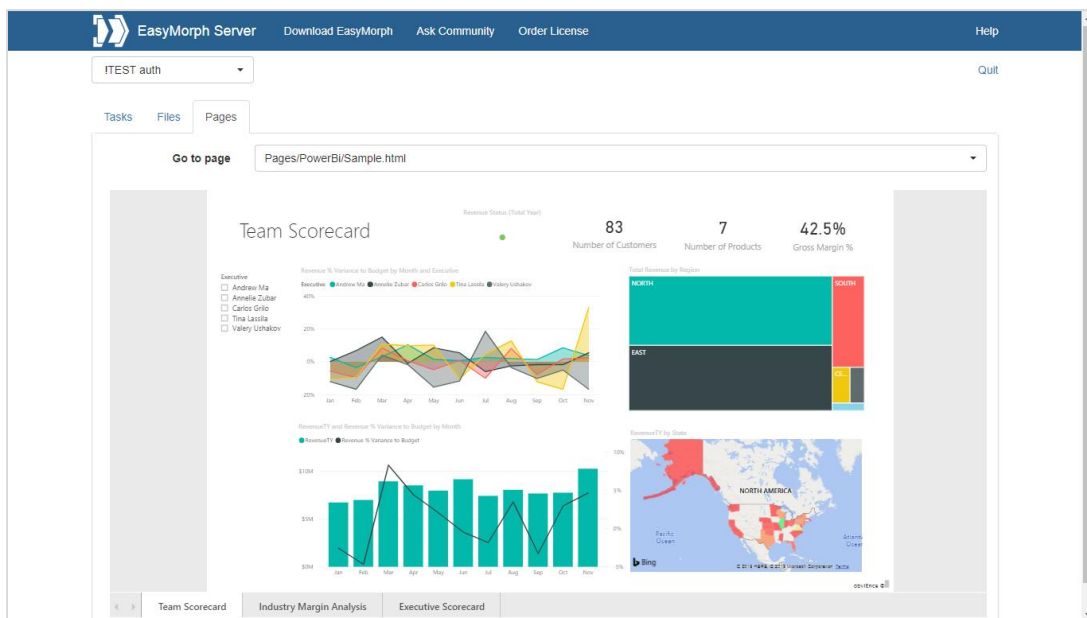 EasyMorph Server Download EasyMorph Ask Community Order License Help
!TEST auth Quit
Tasks Files Pages
Go to page Pages/PowerBi/Sample.html
Team Scorecard
Revenue Status (Total Year)
83
Number of Customers
7
Number of Products
42.5%
Gross Margin %
Executive
Andrew Ma
Annelie Zubar
Carlos Grilo
Tina Lassila
Valery Ushakov
Revenue % Variance to Budget by Month and Executive
Executive Andrew Ma Annelie Zubar Carlos Grilo Tina Lassila Valery Ushakov
40%
20%
0%
20%
Jan Feb Mar Apr May Jun Jul Aug Sep Oct Nov
Total Revenue by Region
NORTH
SOUTH
EAST
RevenueTY and Revenue % Variance to Budget by Month
RevenueTY Revenue % Variance to Budget
$10M
$5M
$0M
10%
5%
0%
-5%
Jan Feb Mar Apr May Jun Jul Aug Sep Oct Nov
RevenueTY by State
NORTH AMERICA
Pacific
Ocean
Bing
obviEnce ©
Team Scorecard Industry Margin Analysis Executive Scorecard